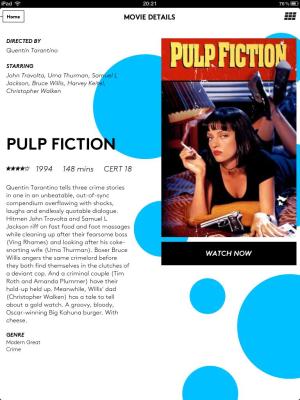 iPad
20:21
76%
Home
MOVIE DETAILS
DIRECTED BY
Quentin Tarantino
STARRING
John Travolta, Uma Thurman, Samuel L
Jackson, Bruce Willis, Harvey Keitel,
Christopher Walken
PULP FICTION
PULP FICTION
1994 148 mins CERT 18
Quentin Tarantino tells three crime stories
in one in an unbeatable, out-of-sync
compendium overflowing with shocks,
laughs and endlessly quotable dialogue.
Hitmen John Travolta and Samuel L
Jackson riff on fast food and foot massages
while cleaning up after their fearsome boss
(Ving Rhames) and looking after his coke-
snorting wife (Uma Thurman). Boxer Bruce
Willis angers the same crimelord before
they both find themselves in the clutches of
a deviant cop. And a criminal couple (Tim
Roth and Amanda Plummer) have their
hold-up held up. Meanwhile, Willis' dad
(Christopher Walken) has a tale to tell
about a gold watch. A groovy, bloody,
Oscar-winning Big Kahuna burger. With
cheese.
WATCH NOW
GENRE
Modern Great
Crime